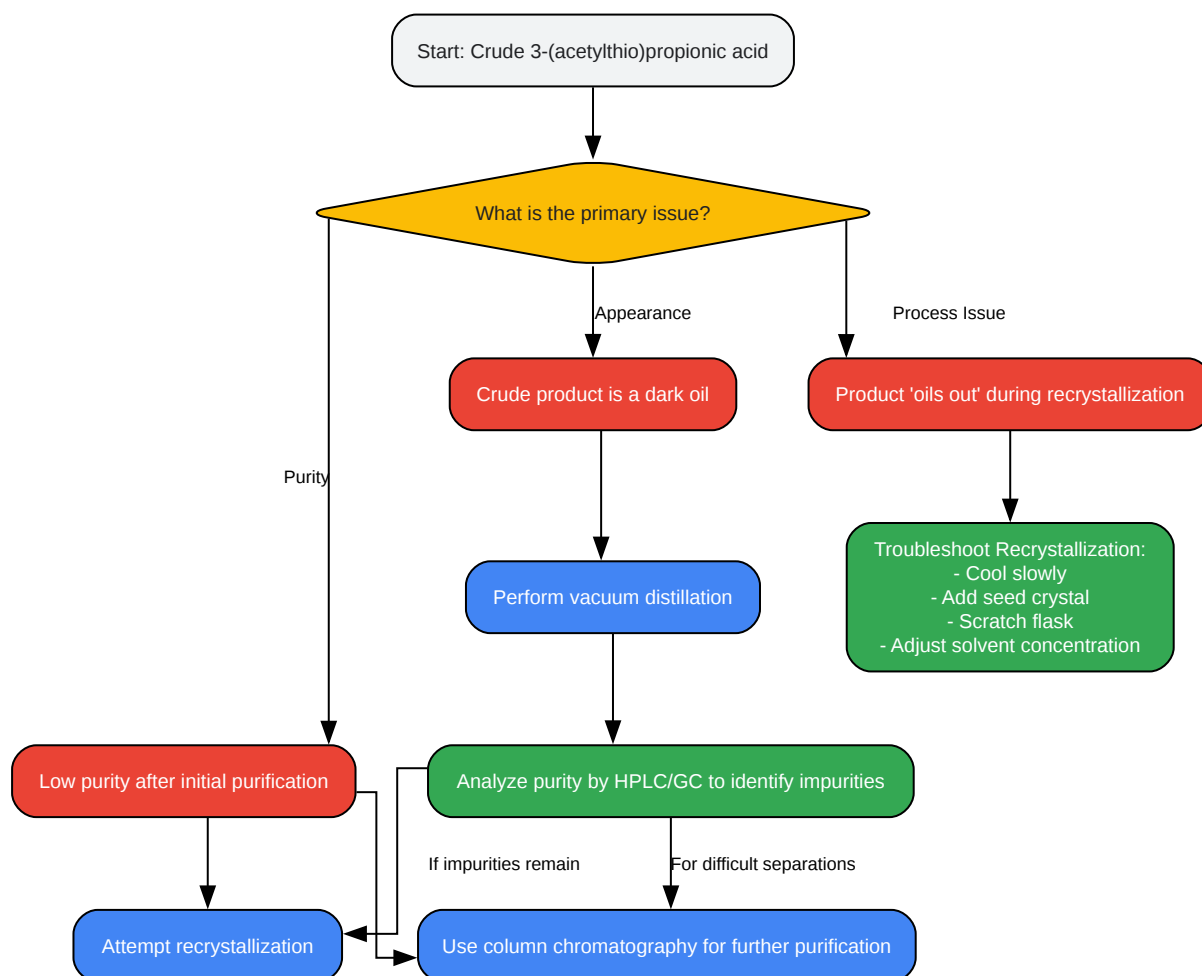 Start: Crude 3-(acetylthio)propionic acid
What is the primary issue?
Appearance
Process Issue
Crude product is a dark oil
Product 'oils out' during recrystallization
Purity
Troubleshoot Recrystallization:
- Cool slowly
- Add seed crystal
- Scratch flask
- Adjust solvent concentration
Perform vacuum distillation
Low purity after initial purification
Analyze purity by HPLC/GC to identify impurities
If impurities remain
For difficult separations
Attempt recrystallization
Use column chromatography for further purification